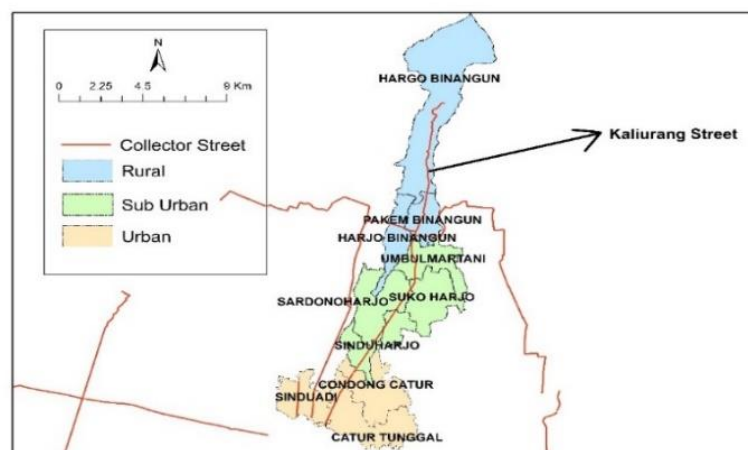 N
0 2.25 4.5 9 Km
Collector Street
Rural
Sub Urban
Urban
HARGO BINANGUN
Kaliurang Street
PAKEM BINANGUN
HARJO BINANGUN
UMBULMARTANI
SARDONOHARJO
SUKO HARJO
SINDUHARJO
CONDONG CATUR
SINDUADI
CATUR TUNGGAL